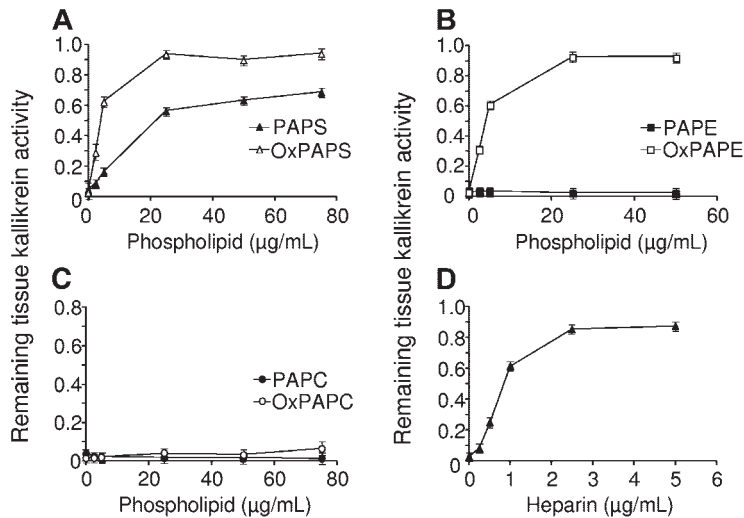 A
Remaining tissue kallikrein activity
1.0
0.8
0.6
0.4
0.2
0
PAPS
OxPAPS
0 20 40 60 80
Phospholipid (µg/mL)
B
Remaining tissue kallikrein activity
1.0
0.8
0.6
0.4
0.2
0
PAPE
OxPAPE
0 20 40 60
Phospholipid (µg/mL)
C
0.8
0.6
0.4
0.2
0
PAPC
OxPAPC
0 20 40 60 80
Phospholipid (µg/mL)
D
1.0
0.8
0.6
0.4
0.2
0
0 1 2 3 4 5 6
Heparin (µg/mL)